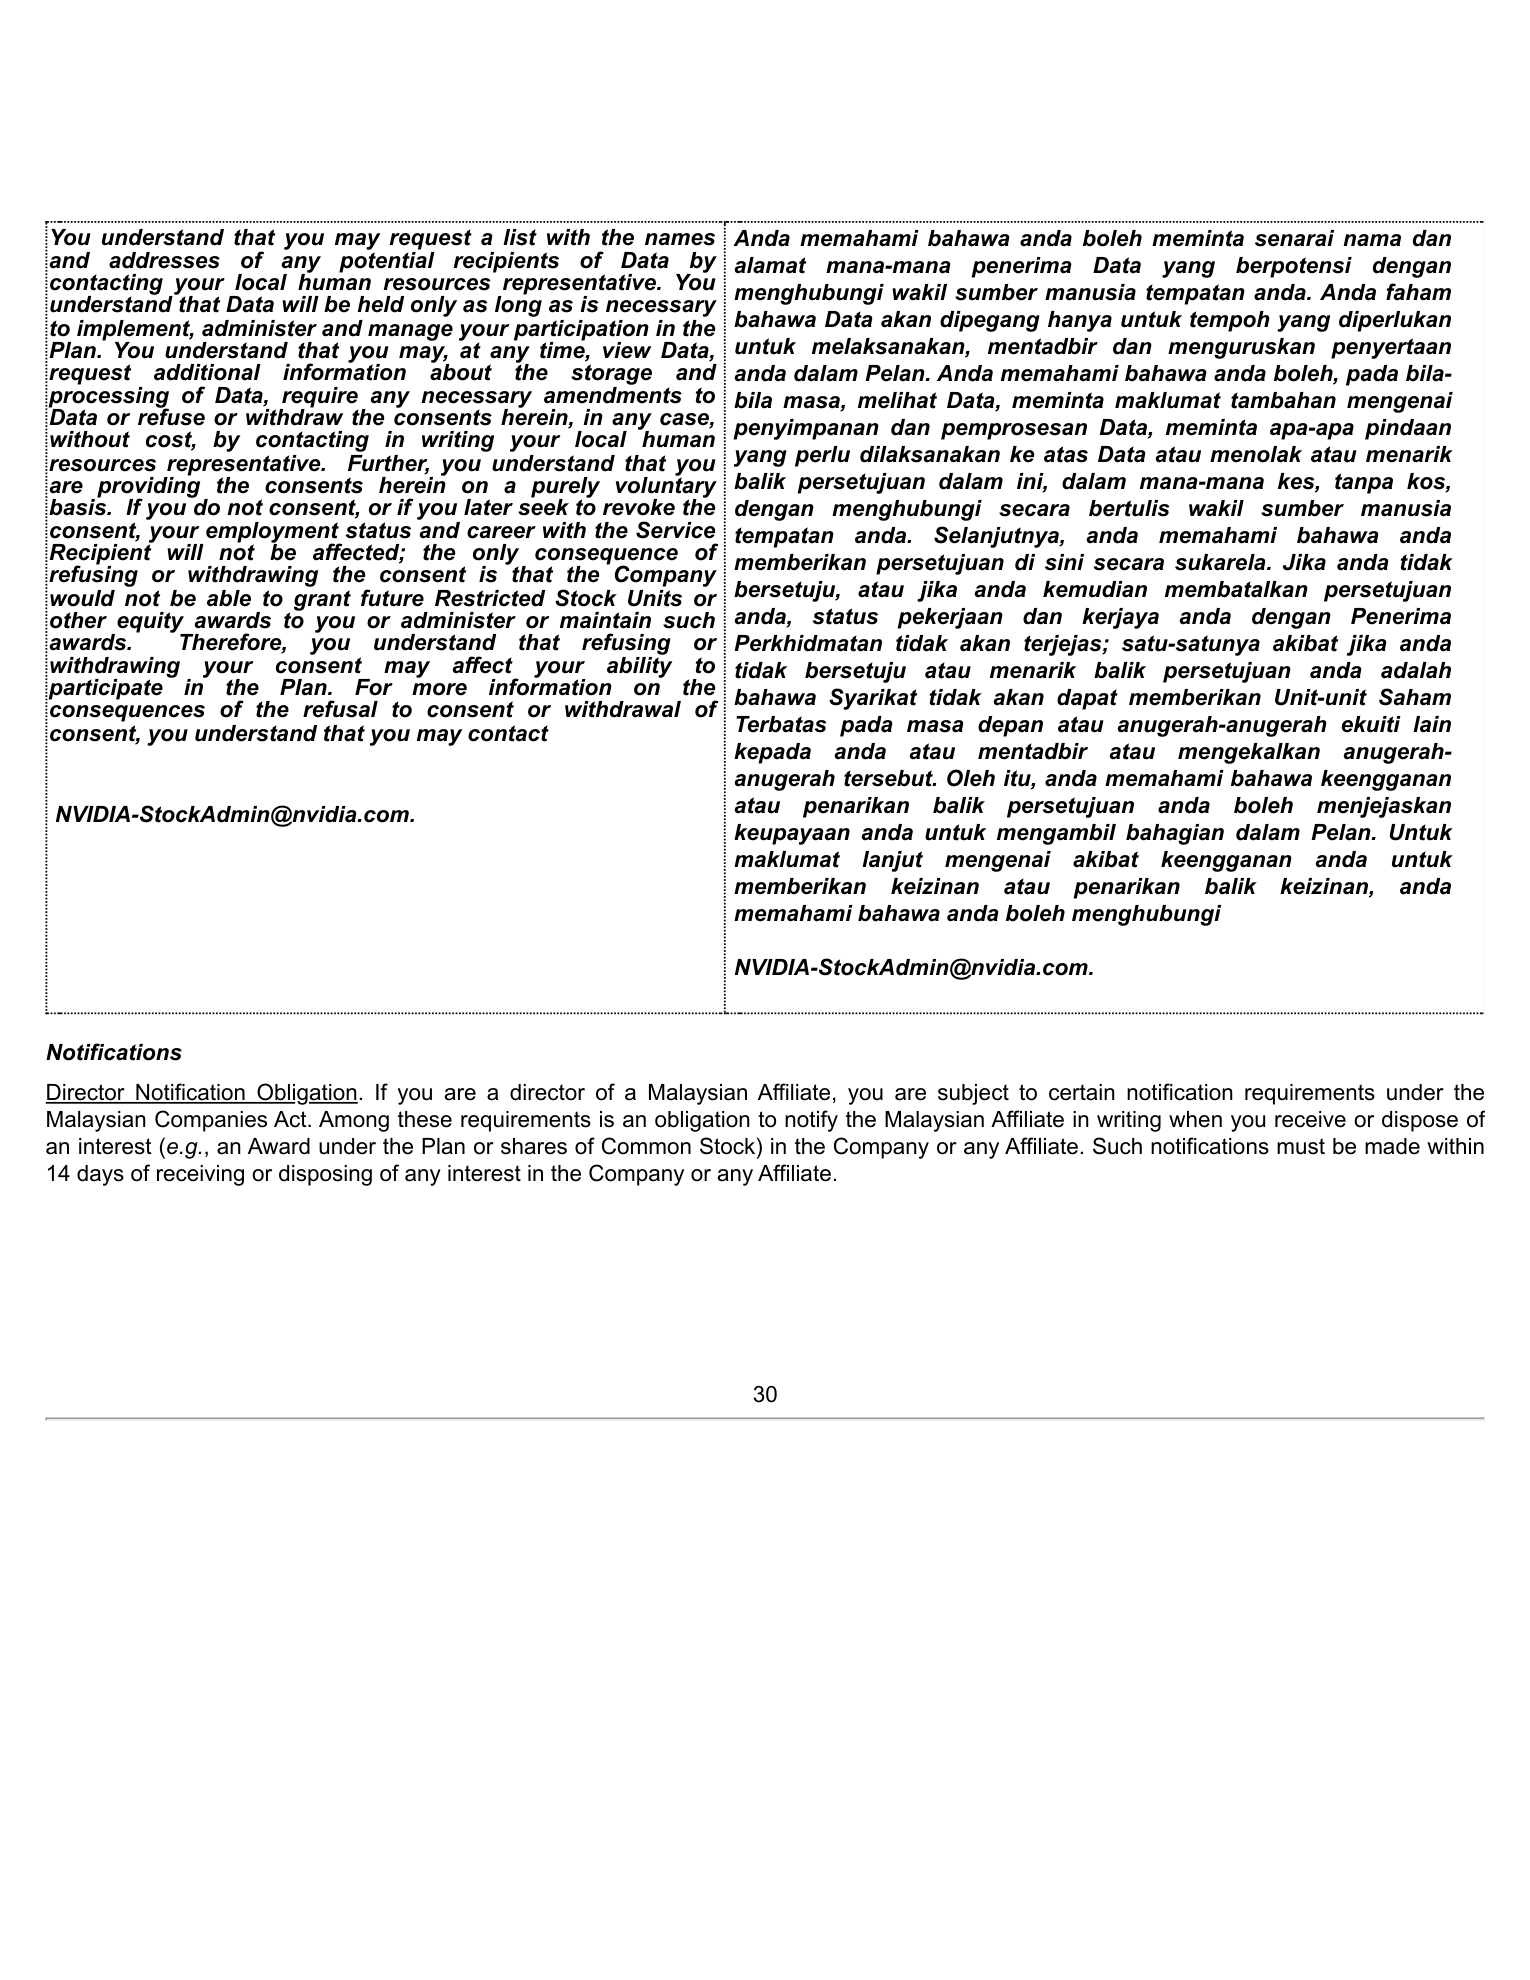 You understand that you may request a list with the names
and addresses of any potential recipients of Data by
contacting your local human resources representative. You
understand that Data will be held only as long as is necessary
to implement, administer and manage your participation in the
Plan. You understand that you may, at any time, view Data,
request additional information about the storage and
processing of Data, require any necessary amendments to
Data or refuse or withdraw the consents herein, in any case,
without cost, by contacting in writing your local human
resources representative. Further, you understand that you
are providing the consents herein on a purely voluntary
basis. If you do not consent, or if you later seek to revoke the
consent, your employment status and career with the Service
Recipient will not be affected; the only consequence of
refusing or withdrawing the consent is that the Company
would not be able to grant future Restricted Stock Units or
other equity awards to you or administer or maintain such
awards. Therefore, you understand that refusing or
withdrawing your consent may affect your ability to
participate in the Plan. For more information on the
consequences of the refusal to consent or withdrawal of
consent, you understand that you may contact
NVIDIA-StockAdmin@nvidia.com.
Anda memahami bahawa anda boleh meminta senarai nama dan
alamat mana-mana penerima Data yang berpotensi dengan
menghubungi wakil sumber manusia tempatan anda. Anda faham
bahawa Data akan dipegang hanya untuk tempoh yang diperlukan
untuk melaksanakan, mentadbir dan menguruskan penyertaan
anda dalam Pelan. Anda memahami bahawa anda boleh, pada bila-
bila masa, melihat Data, meminta maklumat tambahan mengenai
penyimpanan dan pemprosesan Data, meminta apa-apa pindaan
yang perlu dilaksanakan ke atas Data atau menolak atau menarik
balik persetujuan dalam ini, dalam mana-mana kes, tanpa kos,
dengan menghubungi secara bertulis wakil sumber manusia
tempatan anda. Selanjutnya, anda memahami bahawa anda
memberikan persetujuan di sini secara sukarela. Jika anda tidak
bersetuju, atau jika anda kemudian membatalkan persetujuan
anda, status pekerjaan dan kerjaya anda dengan Penerima
Perkhidmatan tidak akan terjejas; satu-satunya akibat jika anda
tidak bersetuju atau menarik balik persetujuan anda adalah
bahawa Syarikat tidak akan dapat memberikan Unit-unit Saham
Terbatas pada masa depan atau anugerah-anugerah ekuiti lain
kepada anda atau mentadbir atau mengekalkan anugerah-
anugerah tersebut. Oleh itu, anda memahami bahawa keengganan
atau penarikan balik persetujuan anda boleh menjejaskan
keupayaan anda untuk mengambil bahagian dalam Pelan. Untuk
maklumat lanjut mengenai akibat keengganan anda untuk
memberikan keizinan atau penarikan balik keizinan, anda
memahami bahawa anda boleh menghubungi
NVIDIA-StockAdmin@nvidia.com.
Notifications
Director Notification Obligation. If you are a director of a Malaysian Affiliate, you are subject to certain notification requirements under the
Malaysian Companies Act. Among these requirements is an obligation to notify the Malaysian Affiliate in writing when you receive or dispose of
an interest (e.g., an Award under the Plan or shares of Common Stock) in the Company or any Affiliate. Such notifications must be made within
14 days of receiving or disposing of any interest in the Company or any Affiliate.
30